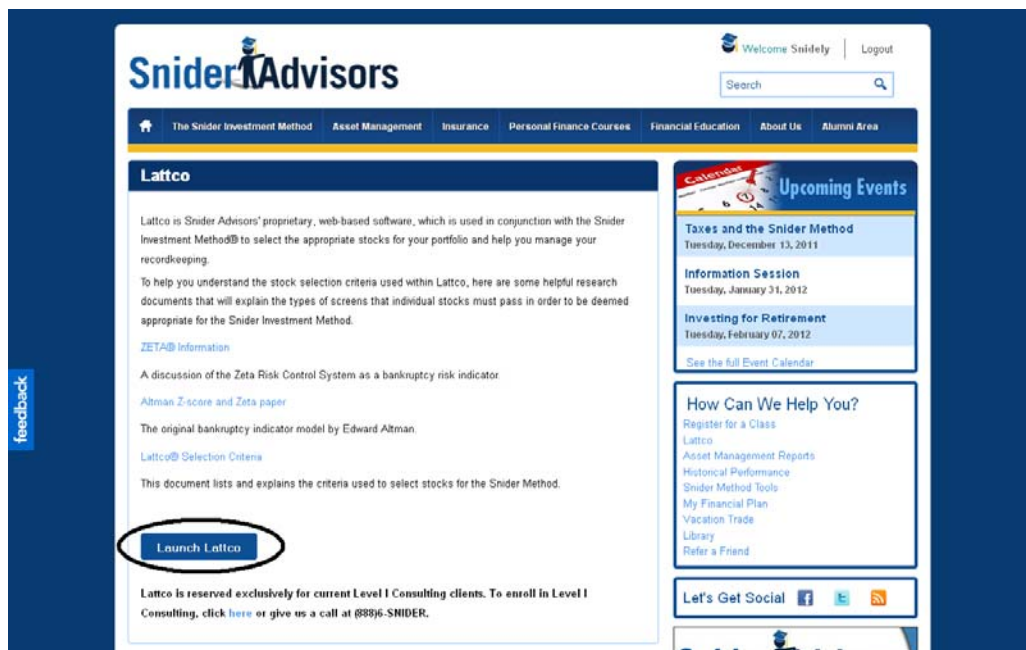 Snider Advisors
Welcome Snidely | Logout
Search
The Snider Investment Method Asset Management Insurance Personal Finance Courses Financial Education About Us Alumni Area
Lattco
Lattco is Snider Advisors' proprietary, web-based software, which is used in conjunction with the Snider
Investment Method® to select the appropriate stocks for your portfolio and help you manage your
recordkeeping.
To help you understand the stock selection criteria used within Lattco, here are some helpful research
documents that will explain the types of screens that individual stocks must pass in order to be deemed
appropriate for the Snider Investment Method.
ZETA® Information
A discussion of the Zeta Risk Control System as a bankruptcy risk indicator.
Altman Z-score and Zeta paper
The original bankruptcy indicator model by Edward Altman.
Lattco® Selection Criteria
This document lists and explains the criteria used to select stocks for the Snider Method.
Launch Lattco
Lattco is reserved exclusively for current Level I Consulting clients. To enroll in Level I
Consulting, click here or give us a call at (888)6-SNIDER.
Calendar
Upcoming Events
Taxes and the Snider Method
Tuesday, December 13, 2011
Information Session
Tuesday, January 31, 2012
Investing for Retirement
Tuesday, February 07, 2012
See the full Event Calendar
How Can We Help You?
Register for a Class
Lattco
Asset Management Reports
Historical Performance
Snider Method Tools
My Financial Plan
Vacation Trade
Library
Refer a Friend
Let's Get Social
feedback